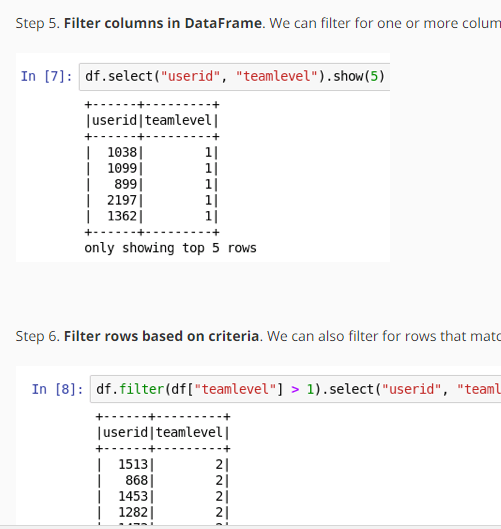 Step 5. Filter columns in DataFrame. We can filter for one or more colum
In [7]: df.select("userid", "teamlevel").show(5)
+------+---------+
|userid|teamlevel|
+------+---------+
|  1038|        1|
|  1099|        1|
|   899|        1|
|  2197|        1|
|  1362|        1|
+------+---------+
only showing top 5 rows
Step 6. Filter rows based on criteria. We can also filter for rows that matc
In [8]: df.filter(df["teamlevel"] > 1).select("userid", "teaml
+------+---------+
|userid|teamlevel|
+------+---------+
|  1513|        2|
|   868|        2|
|  1453|        2|
|  1282|        2|